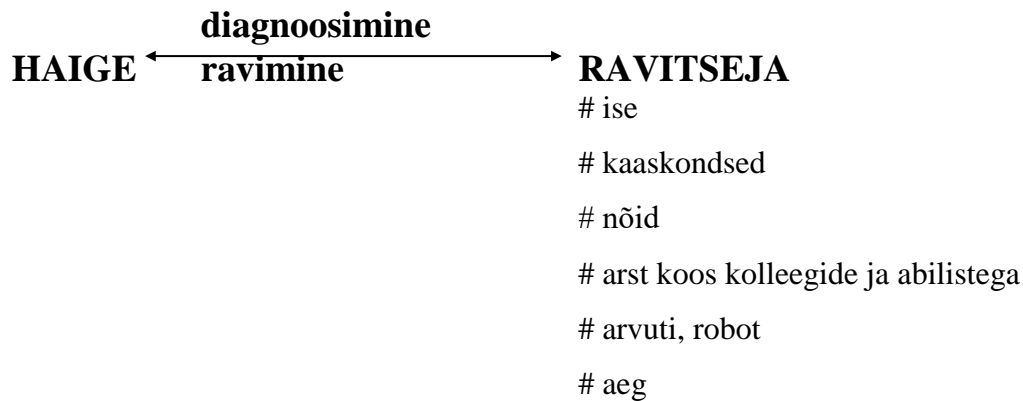 diagnoosimine
HAIGE ravimine RAVITSEJA
# ise
# kaaskondsed
# nõid
# arst koos kolleegide ja abilistega
# arvuti, robot
# aeg